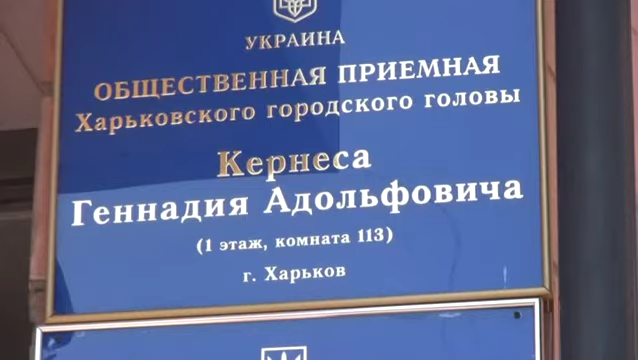 УКРАИНА
ОБЩЕСТВЕННАЯ ПРИЕМНАЯ
Харьковского городского головы
Кернеса
Геннадия Адольфовича
(1 этаж, комната 113)
г. Харьков